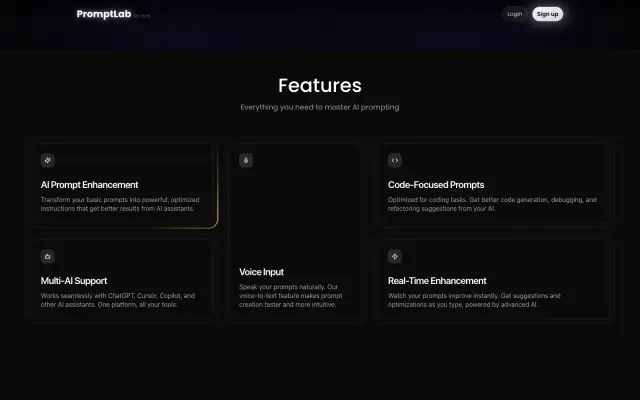 PromptLab
Login
Sign up
Features
Everything you need to master AI prompting
AI Prompt Enhancement
Transform your basic prompts into powerful, optimized
instructions that get better results from AI assistants.
Voice Input
Speak your prompts naturally. Our
voice-to-text feature makes prompt
creation faster and more intuitive.
Code-Focused Prompts
Optimized for coding tasks. Get better code generation, debugging, and
refactoring suggestions from your AI.
Multi-AI Support
Works seamlessly with ChatGPT, Cursor, Copilot, and
other AI assistants. One platform, all your tools.
Real-Time Enhancement
Watch your prompts improve instantly. Get suggestions and
optimizations as you type, powered by advanced AI.